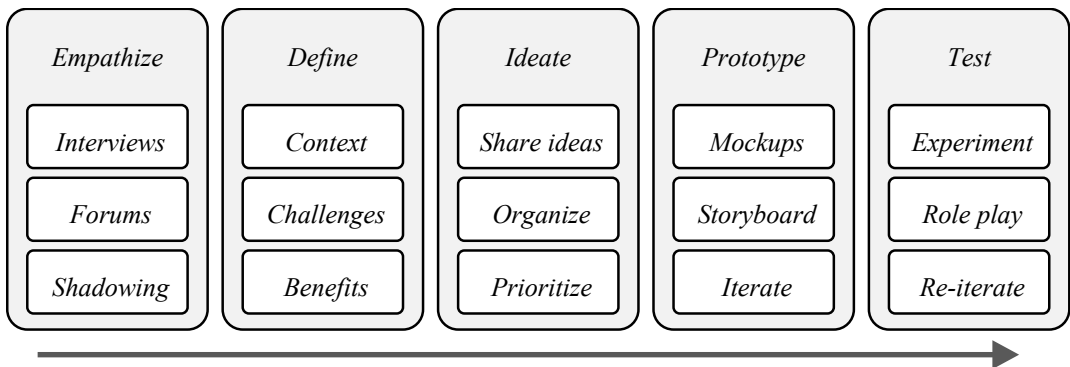 Empathize
Interviews
Forums
Shadowing
Define
Context
Challenges
Benefits
Ideate
Share ideas
Organize
Prioritize
Prototype
Mockups
Storyboard
Iterate
Test
Experiment
Role play
Re-iterate